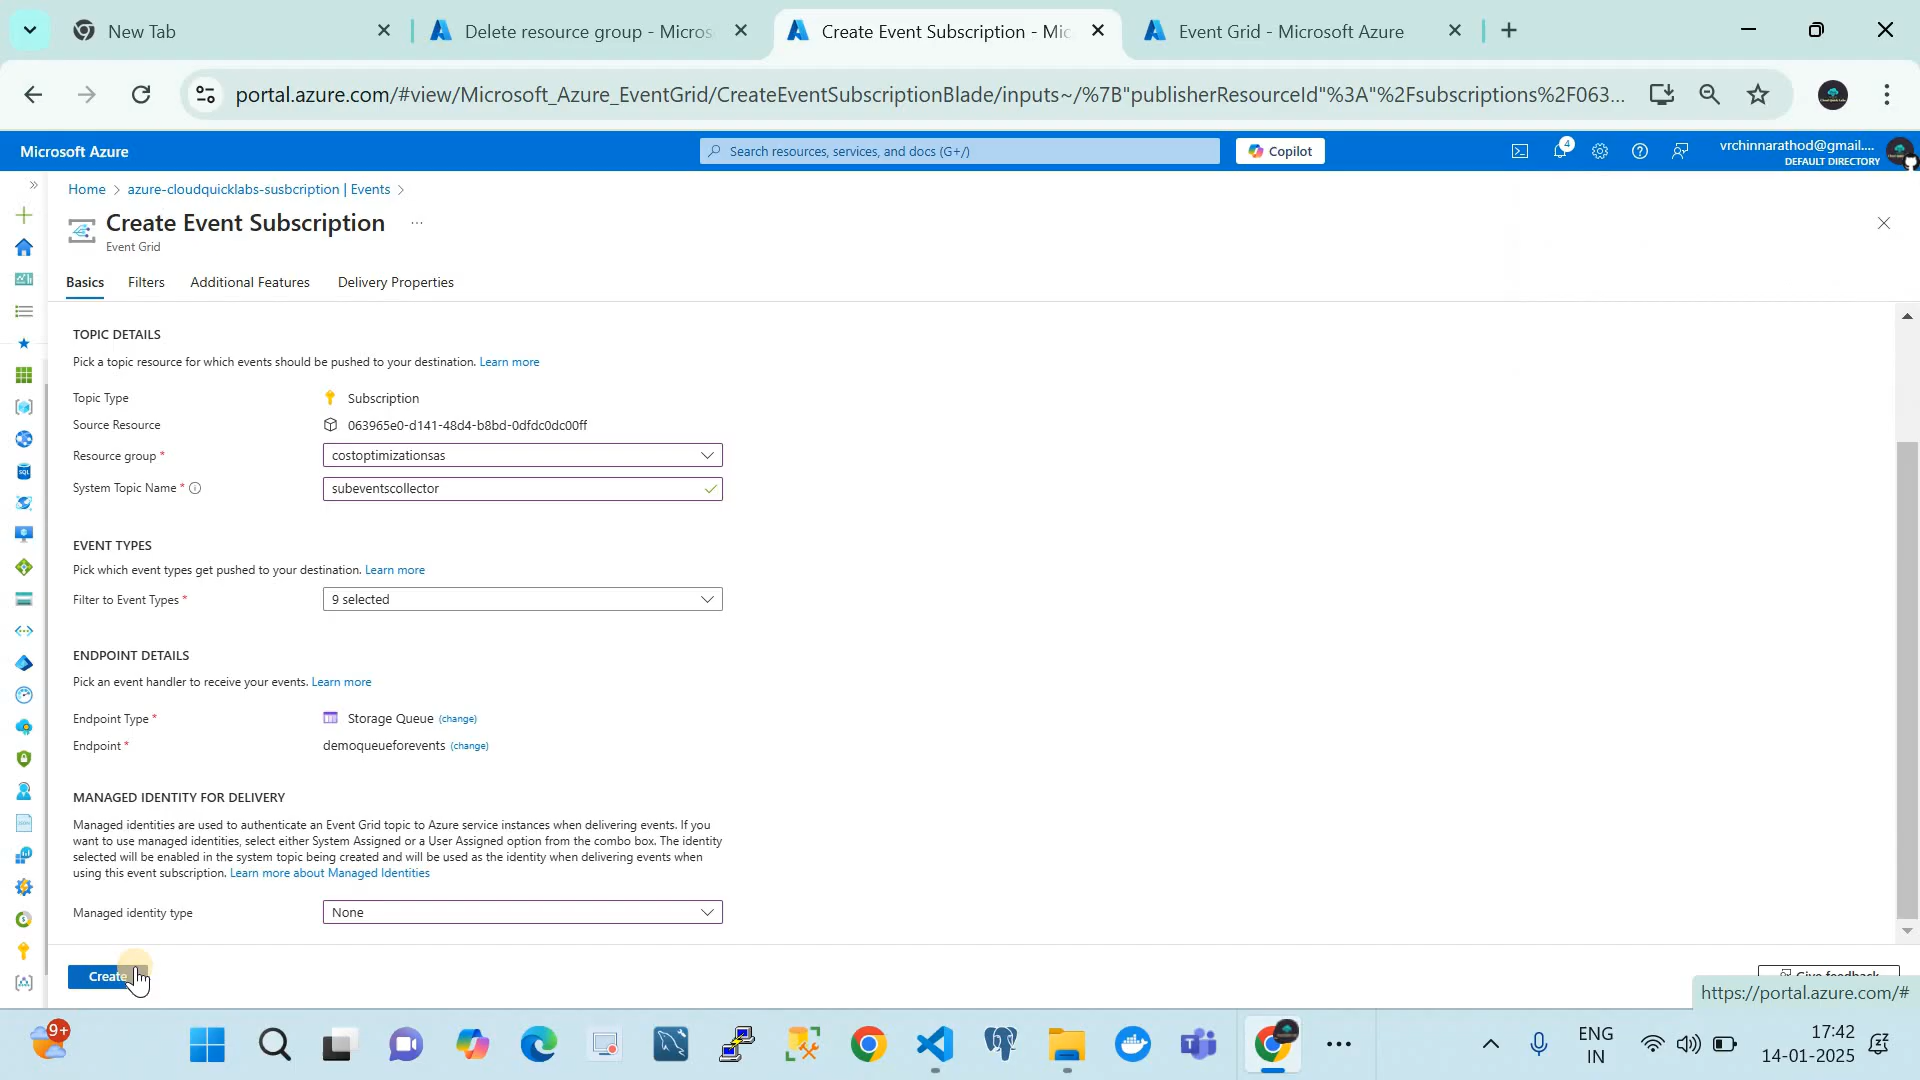 New Tab
Delete resource group - Micros
Create Event Subscription - Mic
Event Grid - Microsoft Azure
portal.azure.com/#view/Microsoft_Azure_EventGrid/CreateEventSubscriptionBlade/inputs~/%7B"publisherResourceId"%3A"%2Fsubscriptions%2F063...
Microsoft Azure
Search resources, services, and docs (G+/)
Copilot
4
vrchinnarathod@gmail....
DEFAULT DIRECTORY
Home > azure-cloudquicklabs-susbcription | Events >
Create Event Subscription ...
Event Grid
Basics Filters Additional Features Delivery Properties
TOPIC DETAILS
Pick a topic resource for which events should be pushed to your destination. Learn more
Topic Type Subscription
Source Resource 063965e0-d141-48d4-b8bd-0dfdc0dc00ff
Resource group * costoptimizationsas
System Topic Name * subeventscollector
EVENT TYPES
Pick which event types get pushed to your destination. Learn more
Filter to Event Types * 9 selected
ENDPOINT DETAILS
Pick an event handler to receive your events. Learn more
Endpoint Type * Storage Queue (change)
Endpoint * demoqueueforevents (change)
MANAGED IDENTITY FOR DELIVERY
Managed identities are used to authenticate an Event Grid topic to Azure service instances when delivering events. If you
want to use managed identities, select either System Assigned or a User Assigned option from the combo box. The identity
selected will be enabled in the system topic being created and will be used as the identity when delivering events when
using this event subscription. Learn more about Managed Identities
Managed identity type None
Create
Give feedback
https://portal.azure.com/#
9+
ENG
IN
17:42
14-01-2025